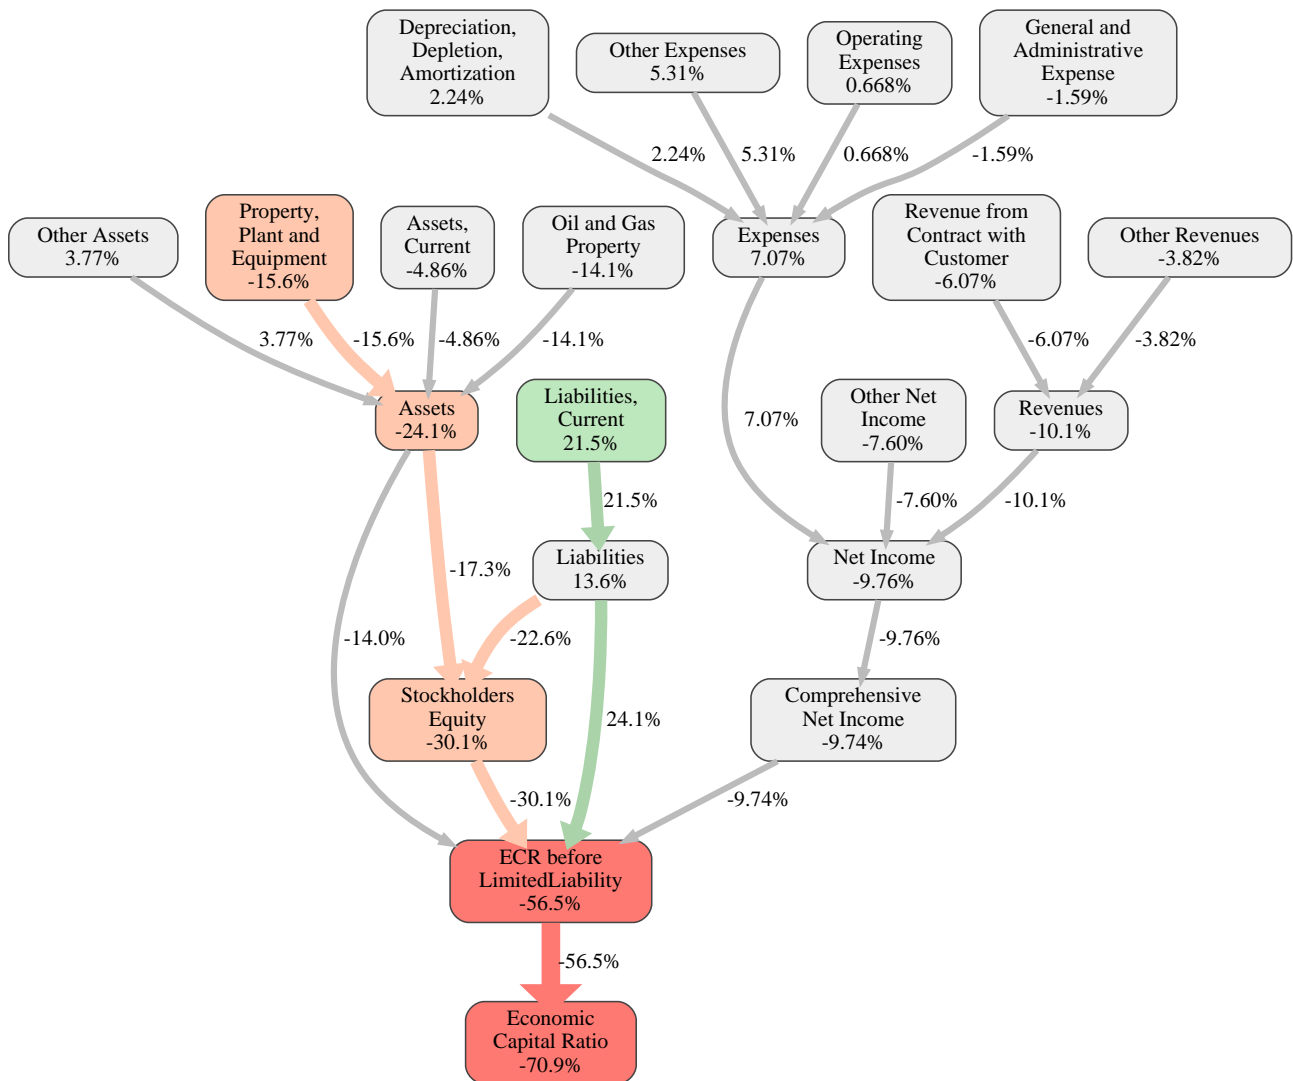 Depreciation,
Depletion,
Amortization
2.24%
Other Expenses
5.31%
Operating
Expenses
0.668%
General and
Administrative
Expense
-1.59%
2.24%
5.31%
0.668%
-1.59%
Other Assets
3.77%
Property,
Plant and
Equipment
-15.6%
Assets,
Current
-4.86%
Oil and Gas
Property
-14.1%
Expenses
7.07%
Revenue from
Contract with
Customer
-6.07%
Other Revenues
-3.82%
3.77%
-15.6%
-4.86%
-14.1%
-6.07%
-3.82%
Assets
-24.1%
Liabilities,
Current
21.5%
7.07%
Other Net
Income
-7.60%
Revenues
-10.1%
21.5%
-7.60%
-10.1%
-17.3%
Liabilities
13.6%
Net Income
-9.76%
-14.0%
-22.6%
-9.76%
Stockholders
Equity
-30.1%
24.1%
Comprehensive
Net Income
-9.74%
-30.1%
-9.74%
ECR before
LimitedLiability
-56.5%
-56.5%
Economic
Capital Ratio
-70.9%